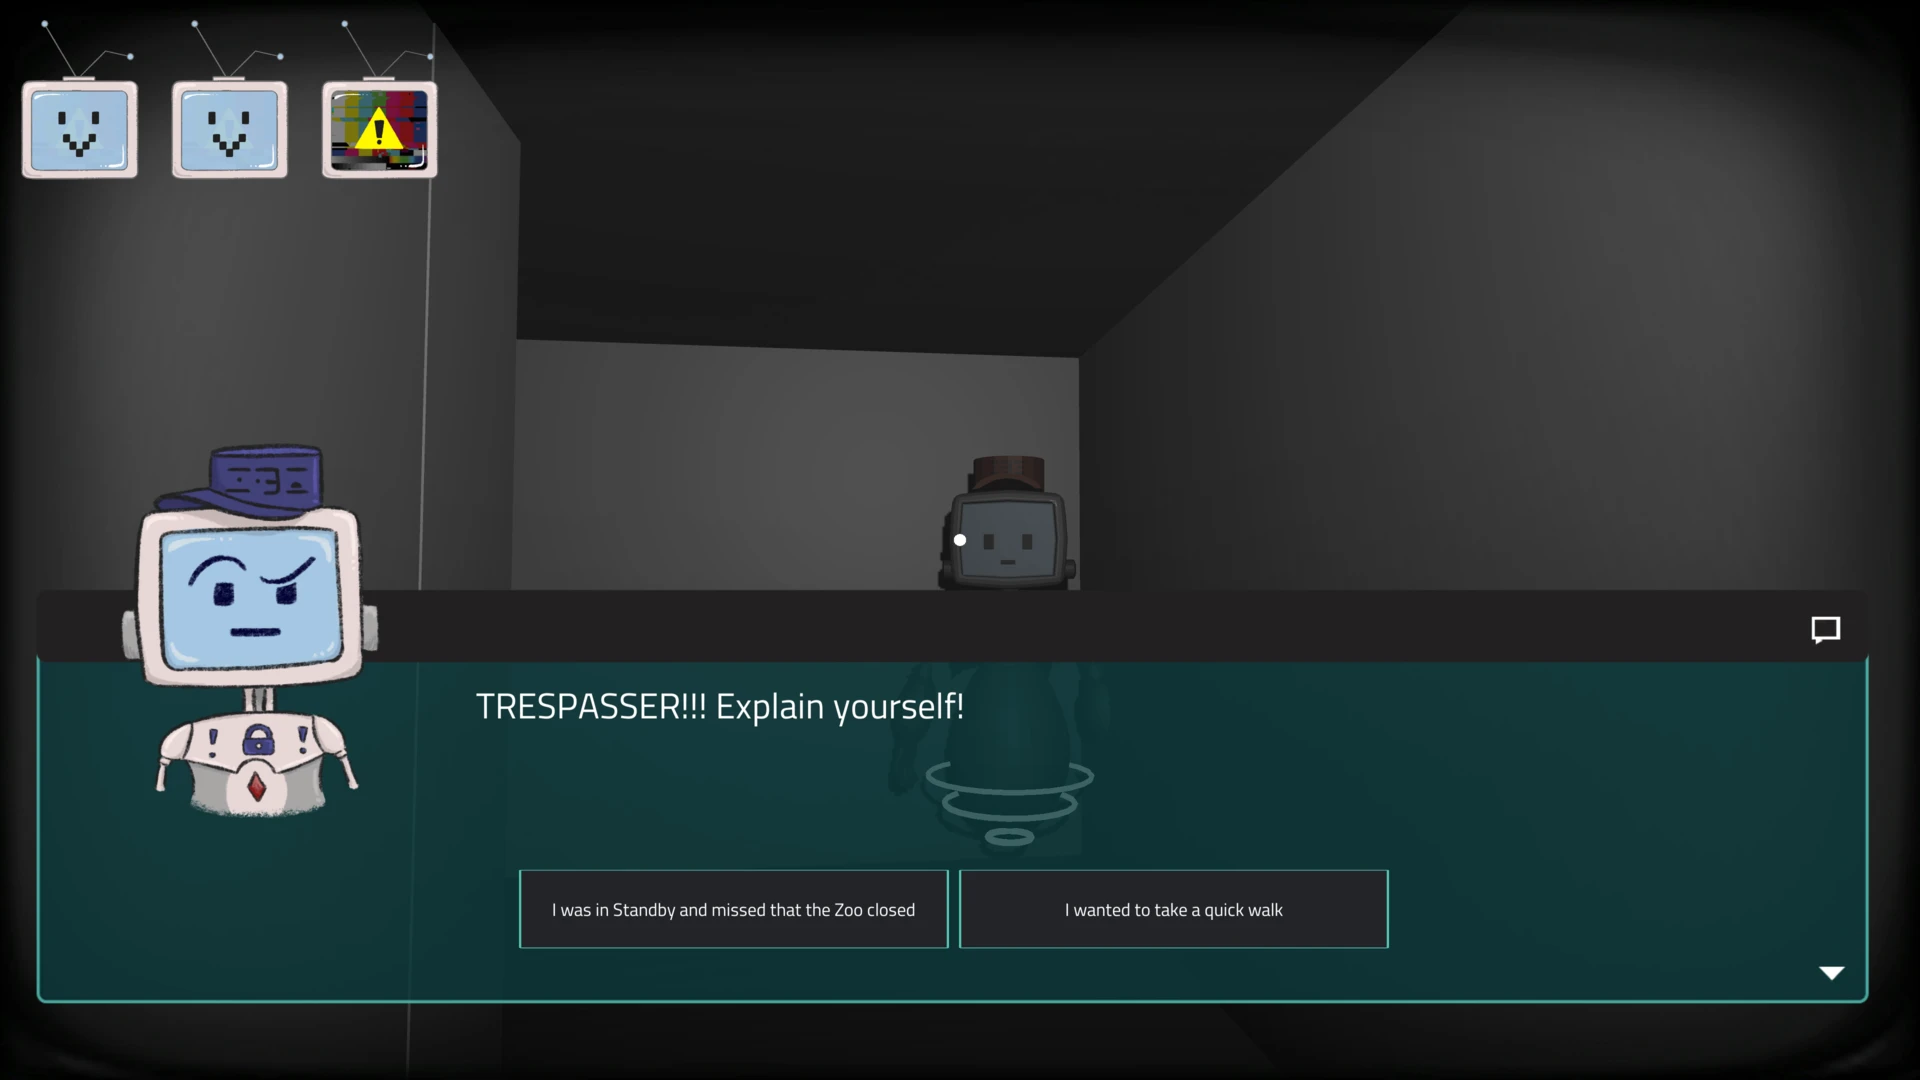 TRESPASSER!!! Explain yourself!
I was in Standby and missed that the Zoo closed
I wanted to take a quick walk